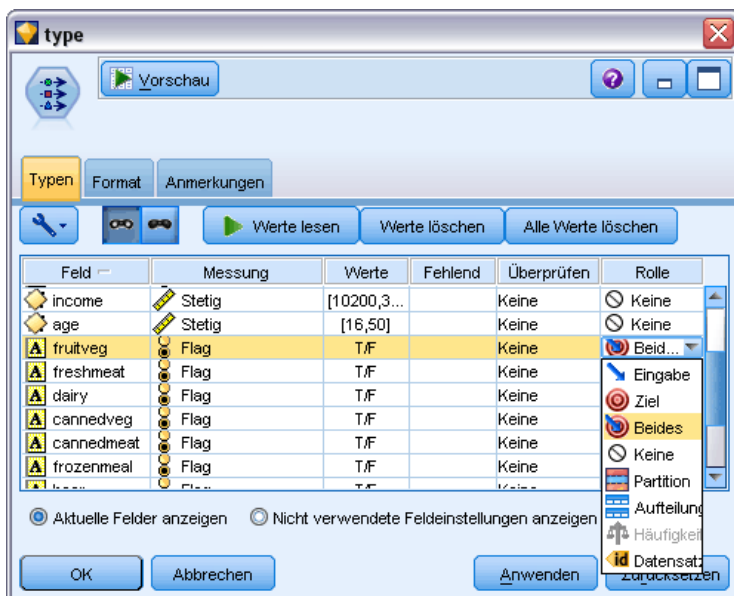 type
Vorschau
Typen Format Anmerkungen
Werte lesen Werte löschen Alle Werte löschen
Feld Messung Werte Fehlend Überprüfen Rolle
income Stetig [10200,3... Keine Keine
age Stetig [16,50] Keine Keine
A fruitveg Flag T/F Keine Beid...
A freshmeat Flag T/F Keine
A dairy Flag T/F Keine
A cannedveg Flag T/F Keine
A cannedmeat Flag T/F Keine
A frozenmeal Flag T/F Keine
Eingabe
Ziel
Beides
Keine
Partition
Aufteilung
Häufigkeit
id Datensatz
Aktuelle Felder anzeigen Nicht verwendete Feldeinstellungen anzeigen
OK Abbrechen Anwenden Zurücksetzen